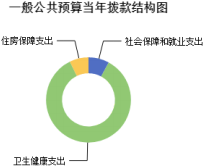 一般公共预算当年拨款结构图
住房保障支出
社会保障和就业支出
卫生健康支出